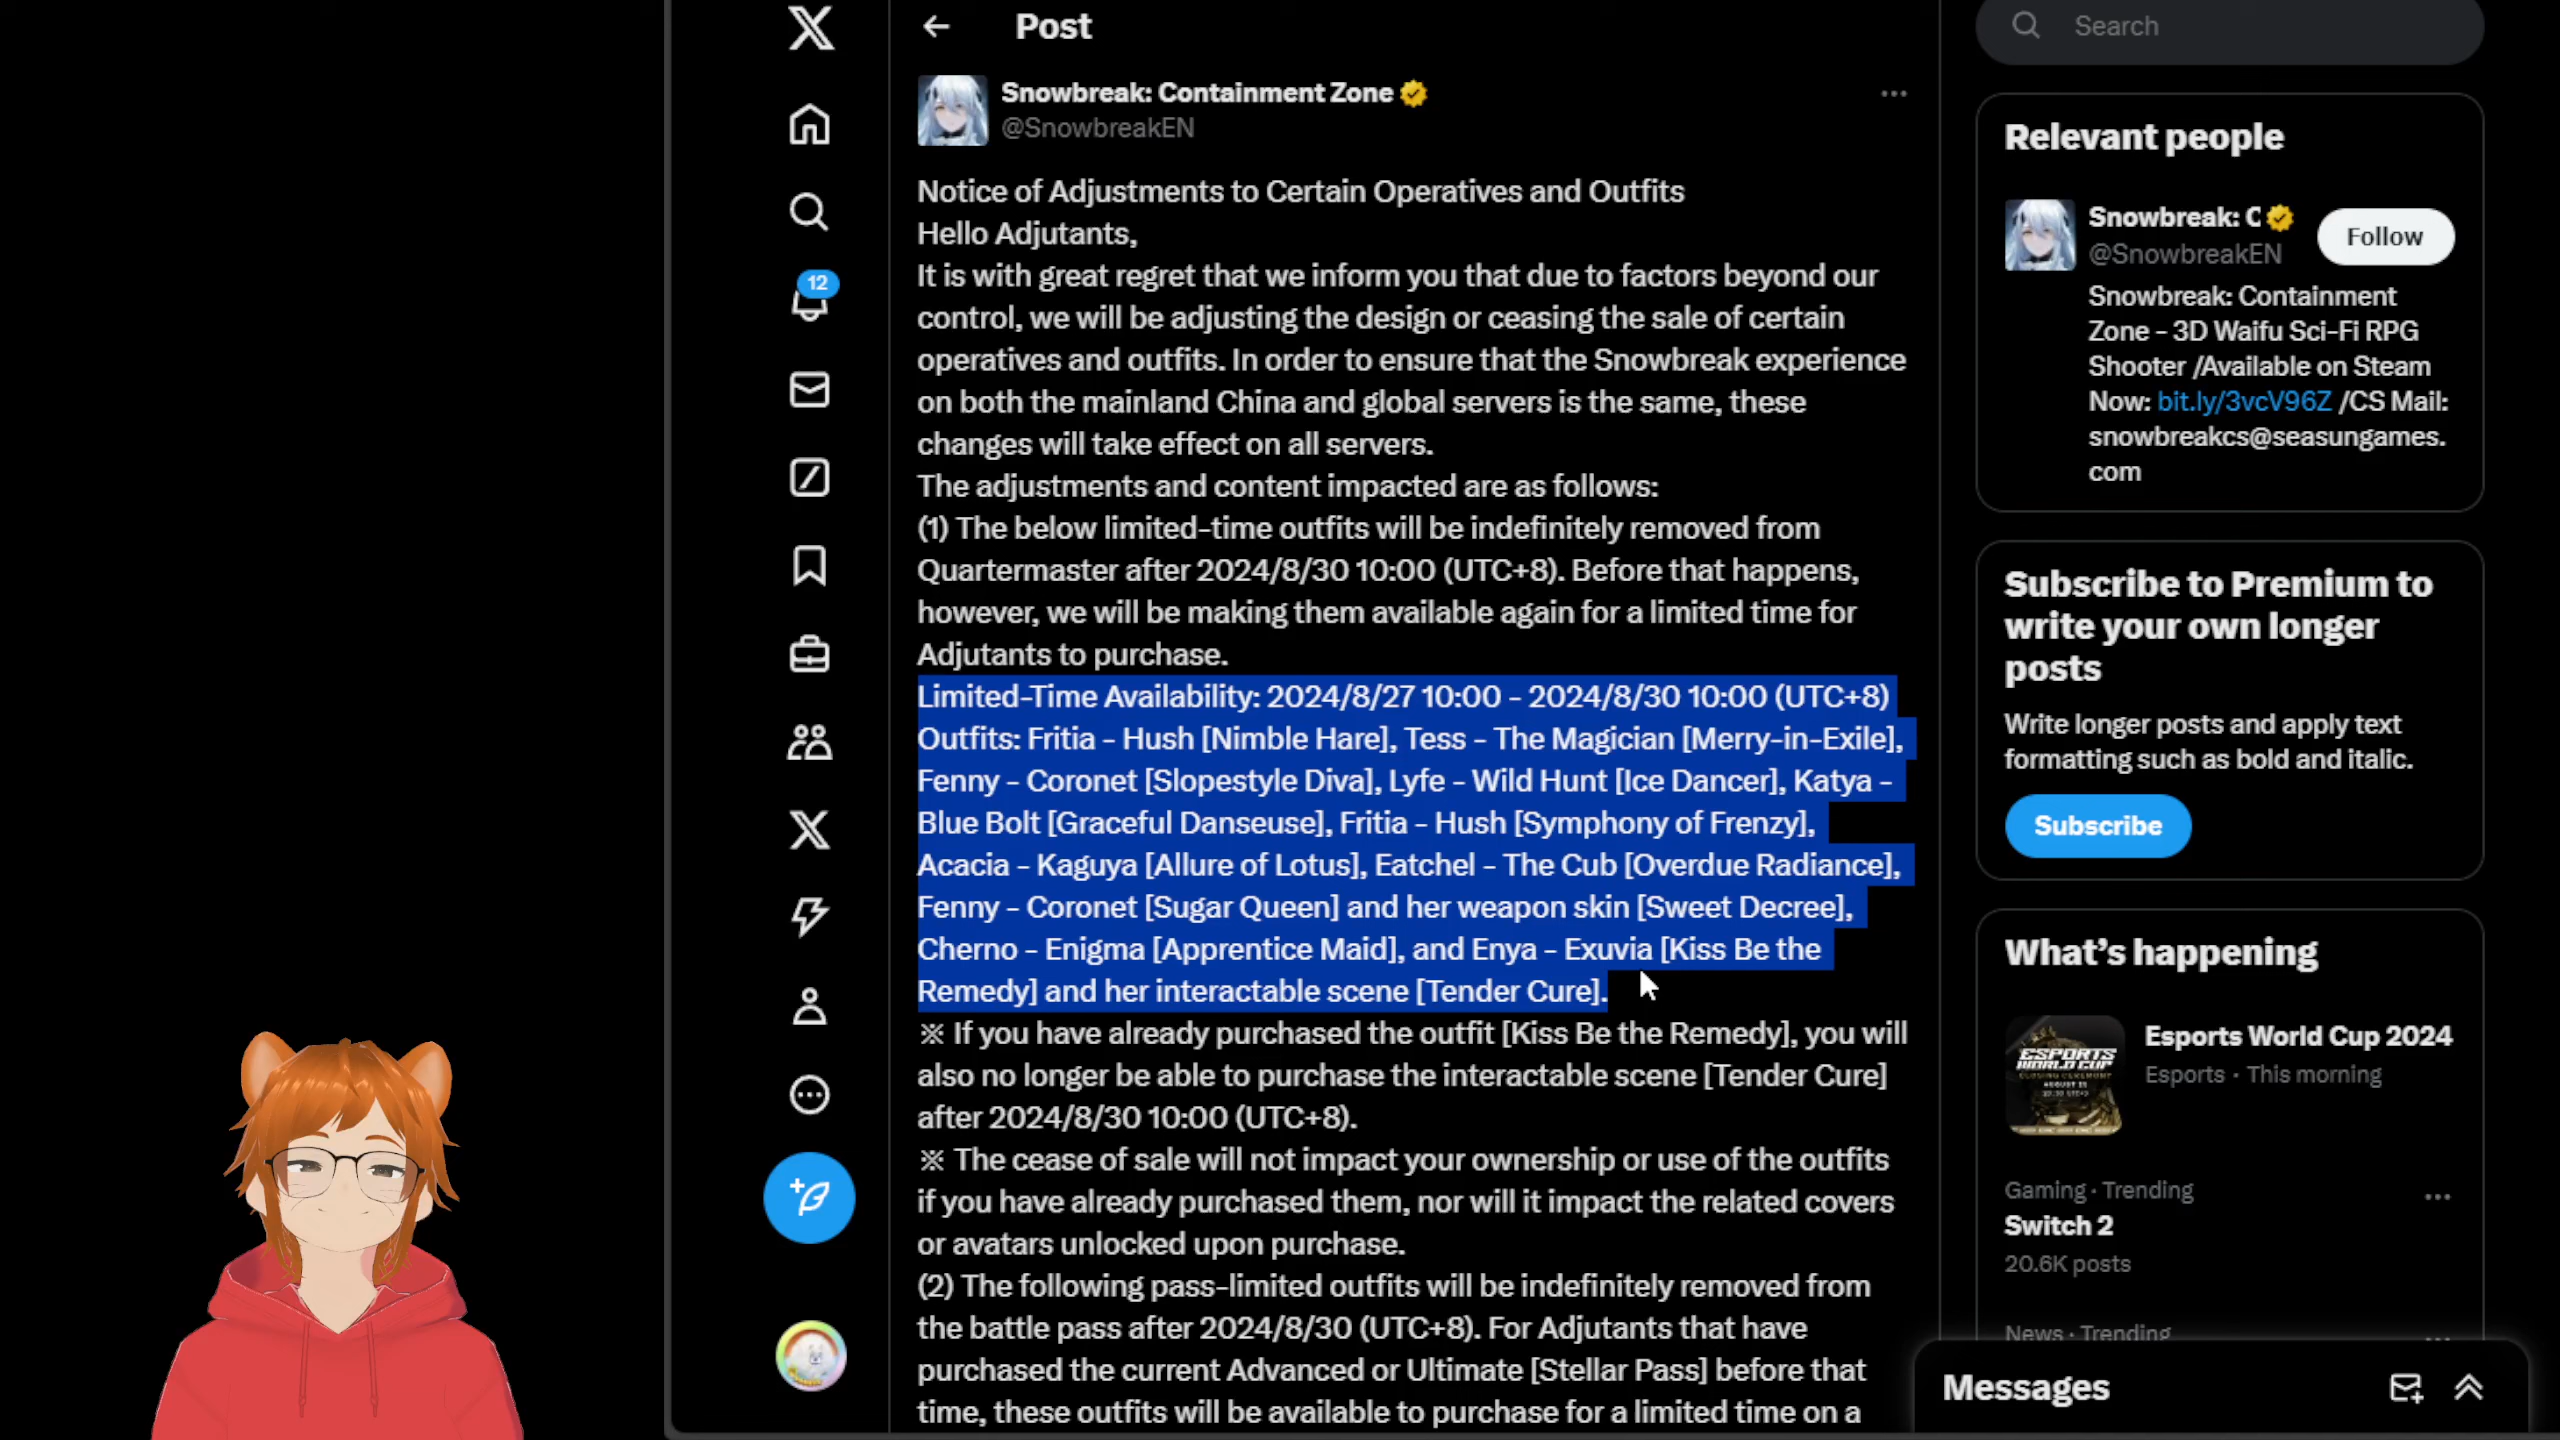 Post
Snowbreak: Containment Zone
@SnowbreakEN
Notice of Adjustments to Certain Operatives and Outfits
Hello Adjutants,
It is with great regret that we inform you that due to factors beyond our
control, we will be adjusting the design or ceasing the sale of certain
operatives and outfits. In order to ensure that the Snowbreak experience
on both the mainland China and global servers is the same, these
changes will take effect on all servers.
The adjustments and content impacted are as follows:
(1) The below limited-time outfits will be indefinitely removed from
Quartermaster after 2024/8/30 10:00 (UTC+8). Before that happens,
however, we will be making them available again for a limited time for
Adjutants to purchase.
Limited-Time Availability: 2024/8/27 10:00 - 2024/8/30 10:00 (UTC+8)
Outfits: Fritia - Hush [Nimble Hare], Tess - The Magician [Merry-in-Exile],
Fenny - Coronet [Slopestyle Diva], Lyfe - Wild Hunt [Ice Dancer], Katya -
Blue Bolt [Graceful Danseuse], Fritia - Hush [Symphony of Frenzy],
Acacia - Kaguya [Allure of Lotus], Eatchel - The Cub [Overdue Radiance],
Fenny - Coronet [Sugar Queen] and her weapon skin [Sweet Decree],
Cherno - Enigma [Apprentice Maid], and Enya - Exuvia [Kiss Be the
Remedy] and her interactable scene [Tender Cure].
※ If you have already purchased the outfit [Kiss Be the Remedy], you will
also no longer be able to purchase the interactable scene [Tender Cure]
after 2024/8/30 10:00 (UTC+8).
※ The cease of sale will not impact your ownership or use of the outfits
if you have already purchased them, nor will it impact the related covers
or avatars unlocked upon purchase.
(2) The following pass-limited outfits will be indefinitely removed from
the battle pass after 2024/8/30 (UTC+8). For Adjutants that have
purchased the current Advanced or Ultimate [Stellar Pass] before that
time, these outfits will be available to purchase for a limited time on a
12
Search
Relevant people
Snowbreak: C
@SnowbreakEN
Follow
Snowbreak: Containment
Zone - 3D Waifu Sci-Fi RPG
Shooter /Available on Steam
Now: bit.ly/3vcV96Z /CS Mail:
snowbreakcs@seasungames.
com
Subscribe to Premium to
write your own longer
posts
Write longer posts and apply text
formatting such as bold and italic.
Subscribe
What's happening
ESPORTS
WORLD CUP
Esports World Cup 2024
Esports · This morning
Gaming · Trending
Switch 2
20.6K posts
News · Trending
Messages